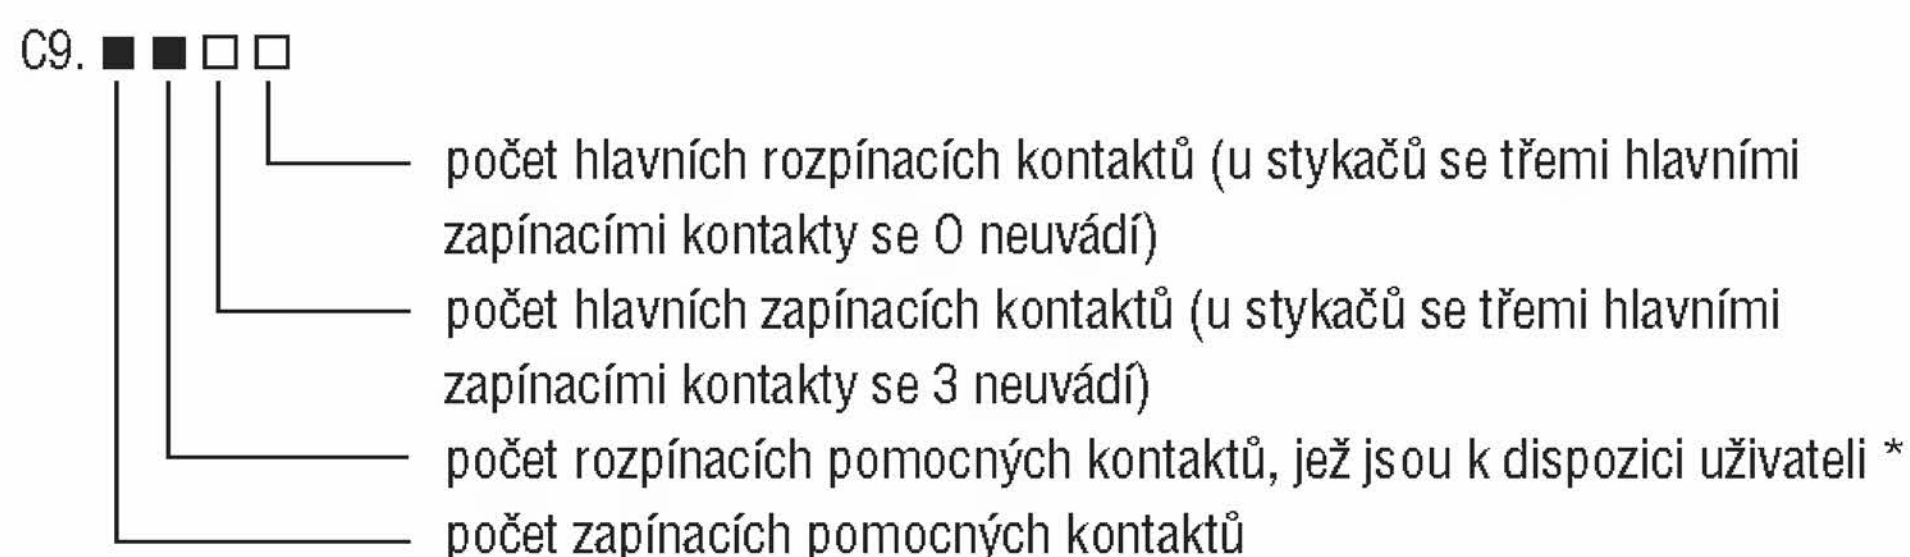 C9. ■ ■ □ □
počet hlavních rozpínacích kontaktů (u stykačů se třemi hlavními
zapínacími kontakty se 0 neuvádí)
počet hlavních zapínacích kontaktů (u stykačů se třemi hlavními
zapínacími kontakty se 3 neuvádí)
počet rozpínacích pomocných kontaktů, jež jsou k dispozici uživateli *
počet zapínacích pomocných kontaktů